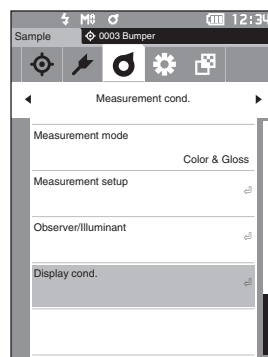 M 12:34
Sample 0003 Bumper
Measurement cond.
Measurement mode
Color & Gloss
Measurement setup
Observer/Illuminant
Display cond.